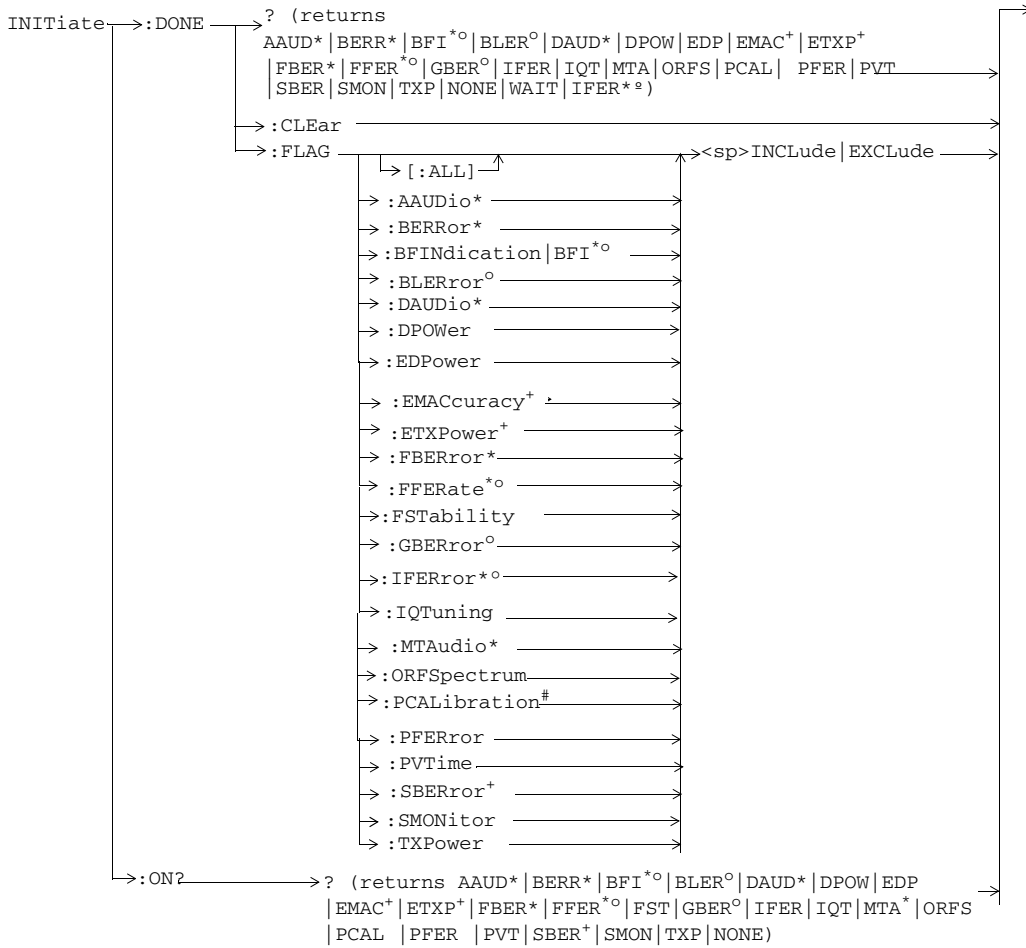 INITiate :DONE ? (returns
AAUD*|BERR*|BFI*o|BLERo|DAUD*|DPOW|EDP|EMAC+|ETXP+
|FBER*|FFER*o|GBERo|IFER|IQT|MTA|ORFS|PCAL| PFER|PVT
|SBER|SMON|TXP|NONE|WAIT|IFER*º)
:CLEar
:FLAG <sp>INCLude|EXCLude
[:ALL]
:AAUDio*
:BERRor*
:BFINdication|BFI*o
:BLERroro
:DAUDio*
:DPOWer
:EDPower
:EMACcuracy+
:ETXPower+
:FBERror*
:FFERate*o
:FSTability
:GBERroro
:IFERror*o
:IQTuning
:MTAudio*
:ORFSpectrum
:PCALibration#
:PFERror
:PVTime
:SBERror+
:SMONitor
:TXPower
:ON? ? (returns AAUD*|BERR*|BFI*o|BLERo|DAUD*|DPOW|EDP
|EMAC+|ETXP+|FBER*|FFER*o|FST|GBERo|IFER|IQT|MTA*|ORFS
|PCAL |PFER |PVT|SBER+|SMON|TXP|NONE)